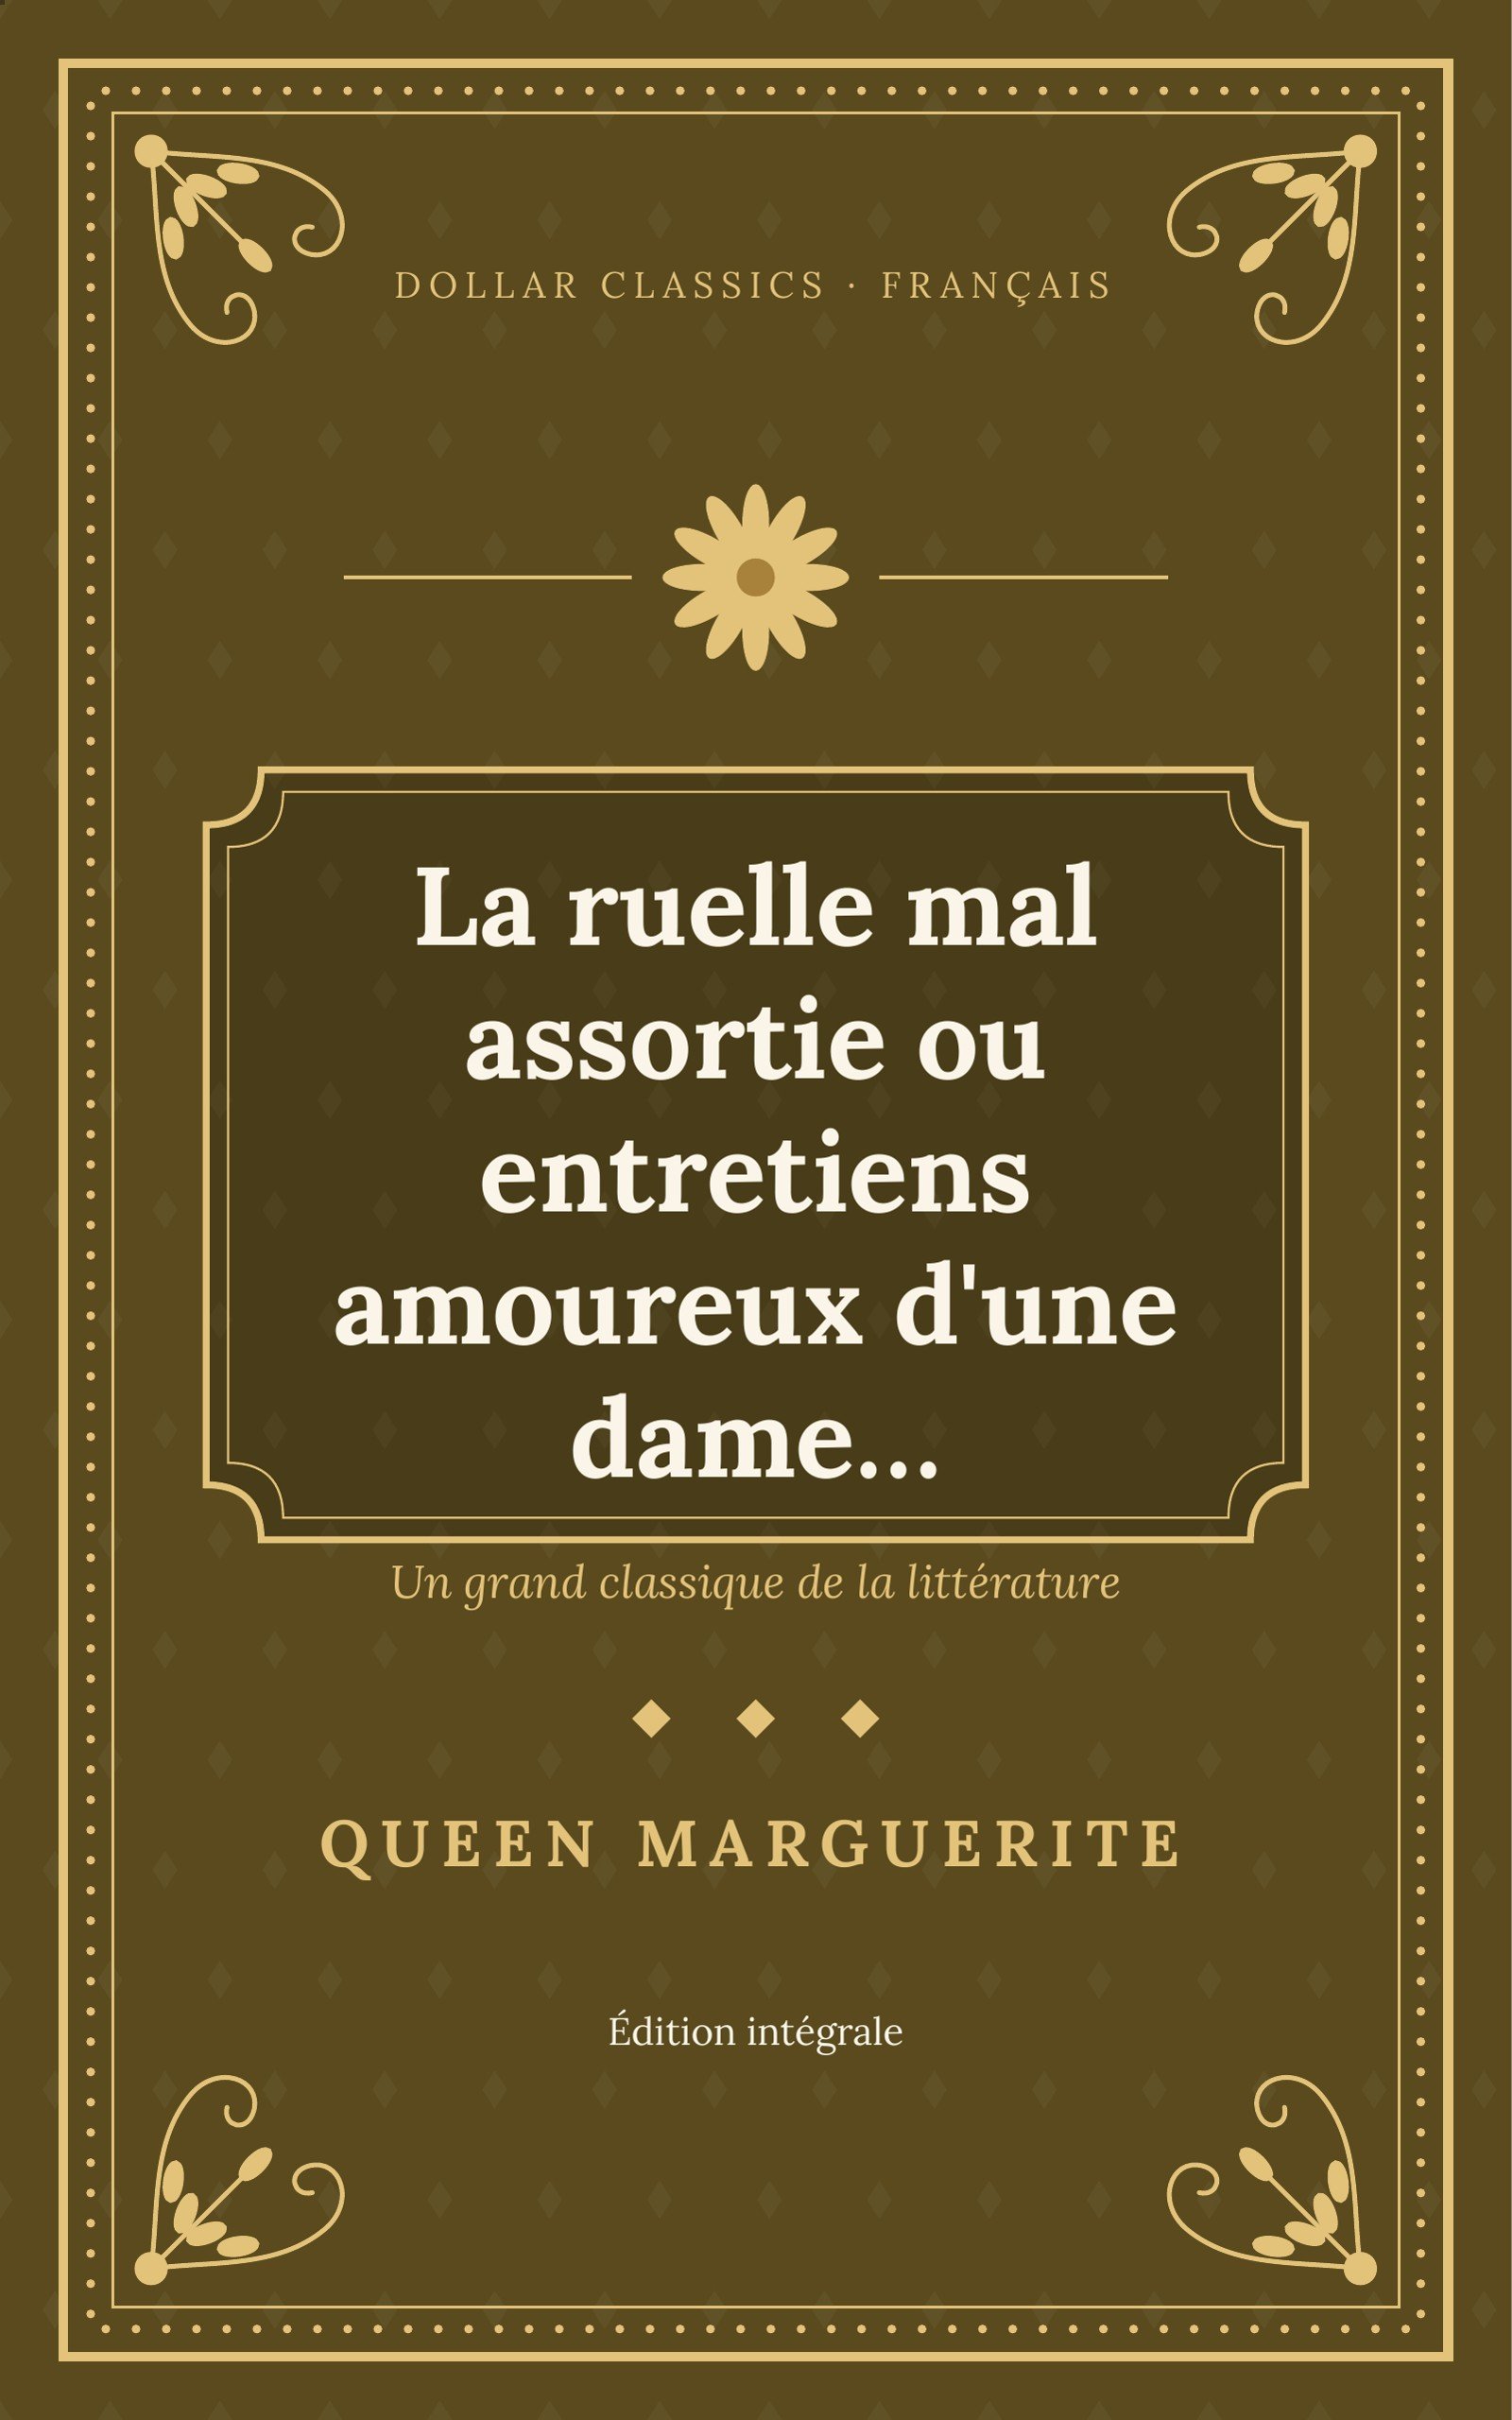 DOLLAR CLASSICS · FRANÇAIS
La ruelle mal
assortie ou
entretiens
amoureux d'une
dame...
Un grand classique de la littérature
QUEEN MARGUERITE
Édition intégrale